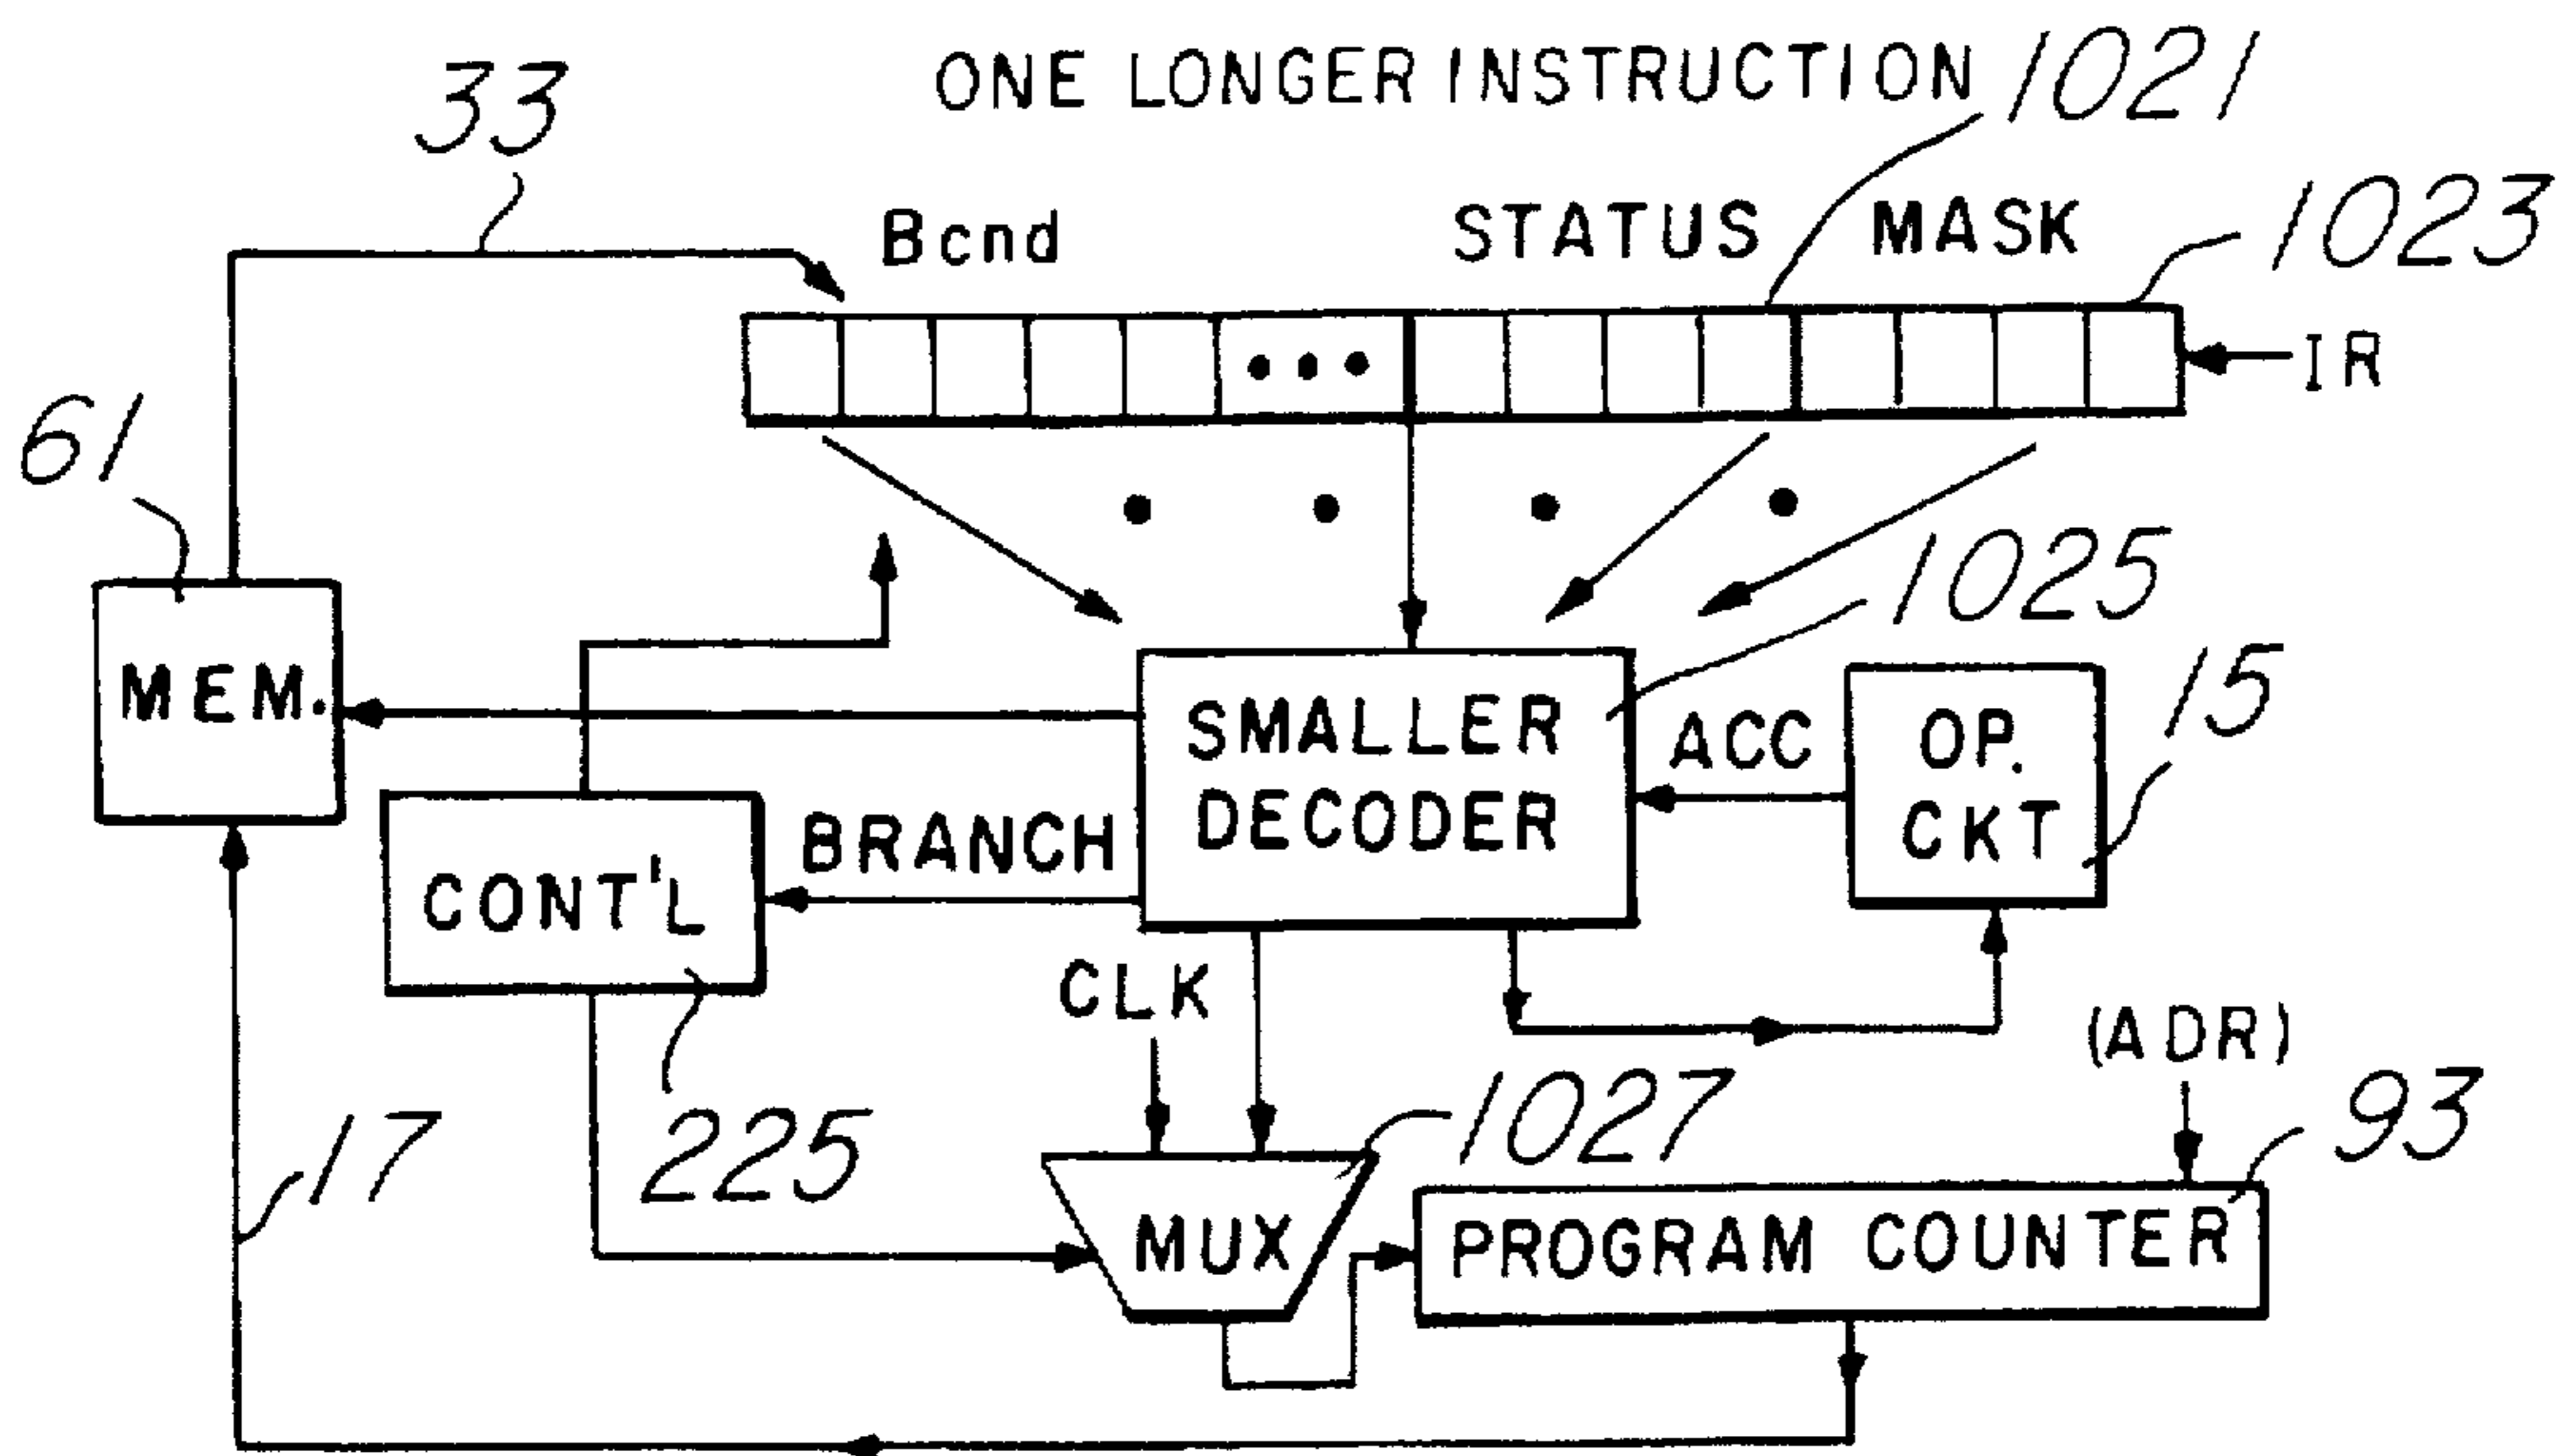 ONE LONGER INSTRUCTION
1021
33
Bcnd
STATUS MASK
1023
IR
61
1025
MEM.
SMALLER
DECODER
ACC
OP.
CKT
15
BRANCH
CONT'L
CLK
(ADR)
225
1027
93
17
MUX
PROGRAM COUNTER